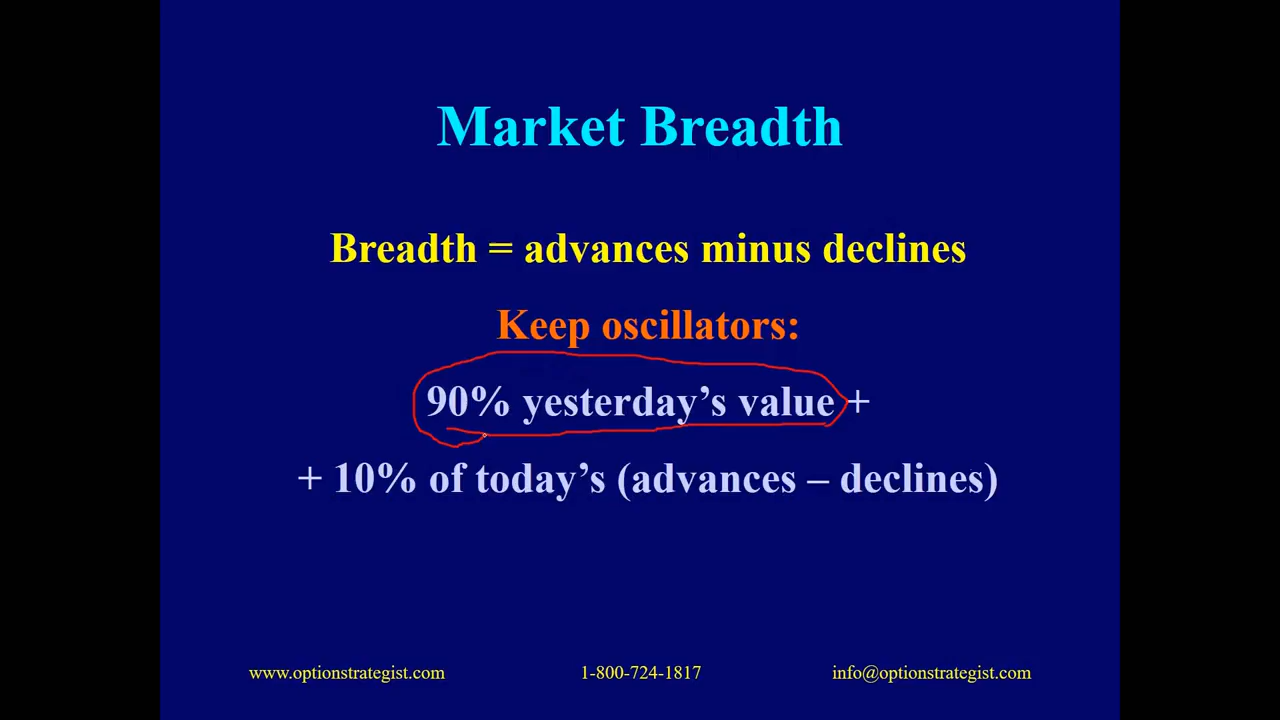 Market Breadth
Breadth = advances minus declines
Keep oscillators:
90% yesterday’s value +
+ 10% of today’s (advances – declines)
www.optionstrategist.com 1-800-724-1817 info@optionstrategist.com